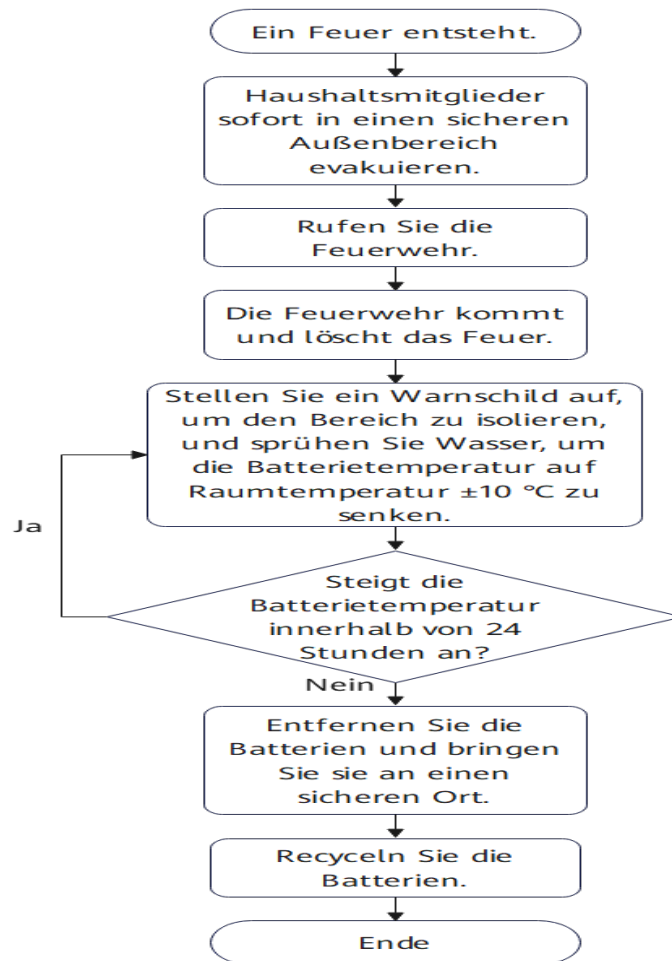 Ein Feuer entsteht.
Haushaltsmitglieder
sofort in einen sicheren
Außenbereich
evakuieren.
Rufen Sie die
Feuerwehr.
Die Feuerwehr kommt
und löscht das Feuer.
Stellen Sie ein Warnschild auf,
um den Bereich zu isolieren,
und sprühen Sie Wasser, um
die Batterietemperatur auf
Raumtemperatur ±10 °C zu
senken.
Ja
Steigt die
Batterietemperatur
innerhalb von 24
Stunden an?
Nein
Entfernen Sie die
Batterien und bringen
Sie sie an einen
sicheren Ort.
Recyceln Sie die
Batterien.
Ende